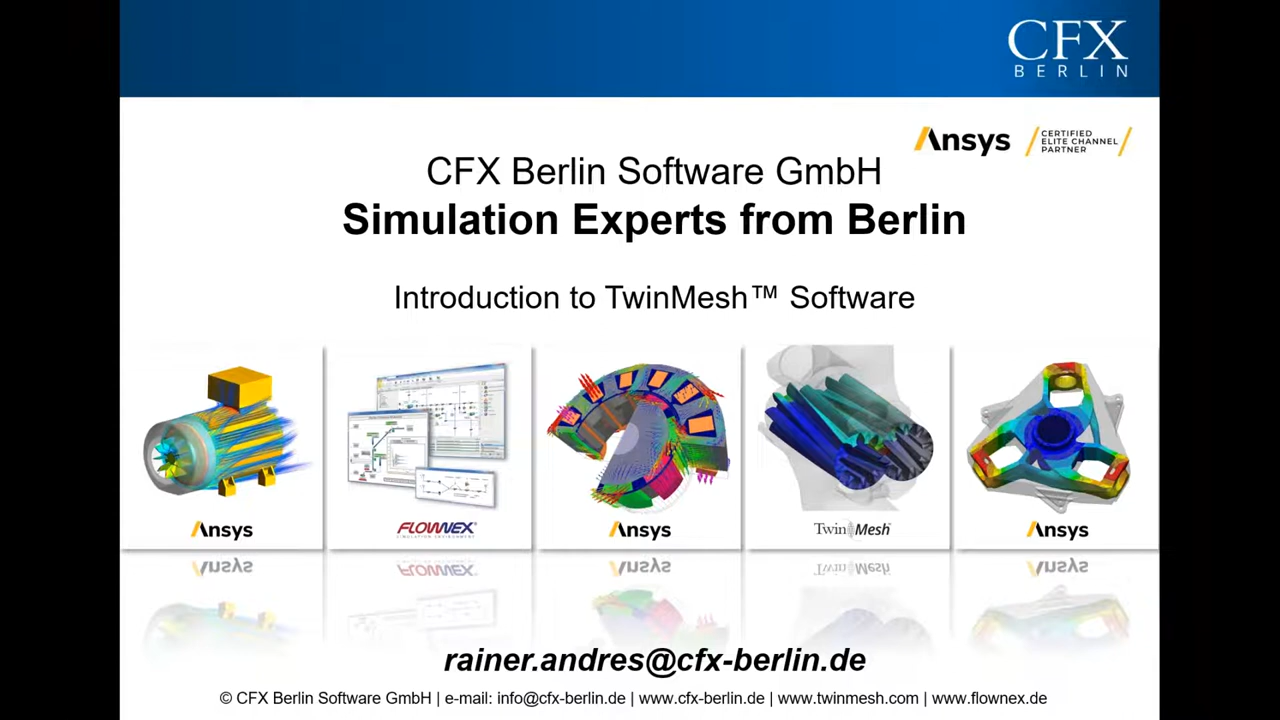 CFX
BERLIN
Ansys
CERTIFIED
ELITE CHANNEL
PARTNER
CFX Berlin Software GmbH
Simulation Experts from Berlin
Introduction to TwinMesh™ Software
Ansys
FLOWNEX®
SIMULATION ENVIRONMENT
Ansys
TwinMesh
Ansys
rainer.andres@cfx-berlin.de
© CFX Berlin Software GmbH | e-mail: info@cfx-berlin.de | www.cfx-berlin.de | www.twinmesh.com | www.flownex.de